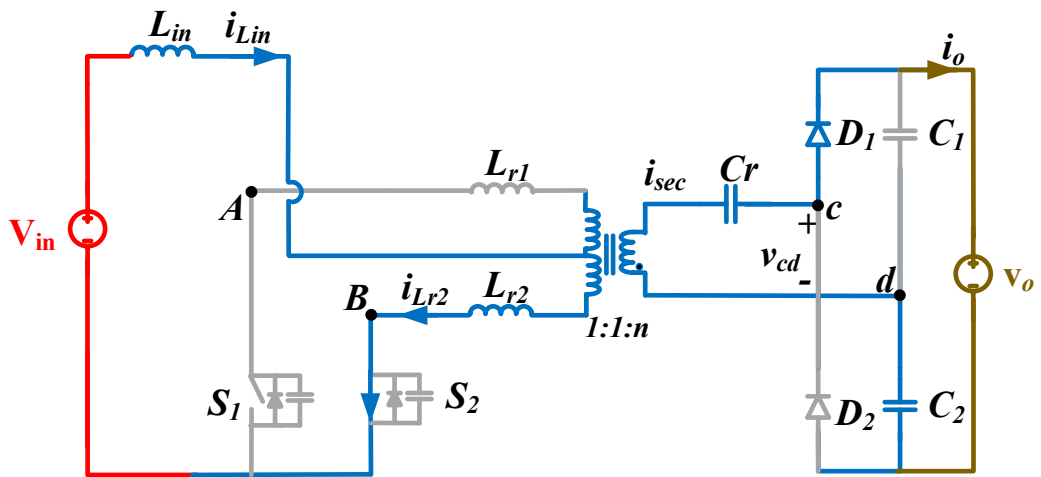 L_in i_Lin i_o
D_1 C_1
L_r1 i_sec Cr
A c
V_in + v_cd -
B i_Lr2 L_r2 d v_o
1:1:n
S_1 S_2 D_2 C_2